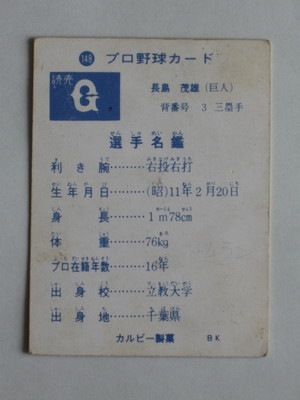 148 プロ野球カード
読売
G
長島 茂雄(巨人)
背番号 3 三塁手
選手名鑑
利き腕……右投右打
生年月日……(昭)11年2月20日
身長……1m78cm
体重……76kg
プロ在籍年数……16年
出身校……立教大学
出身地……千葉県
カルビー製菓 BK